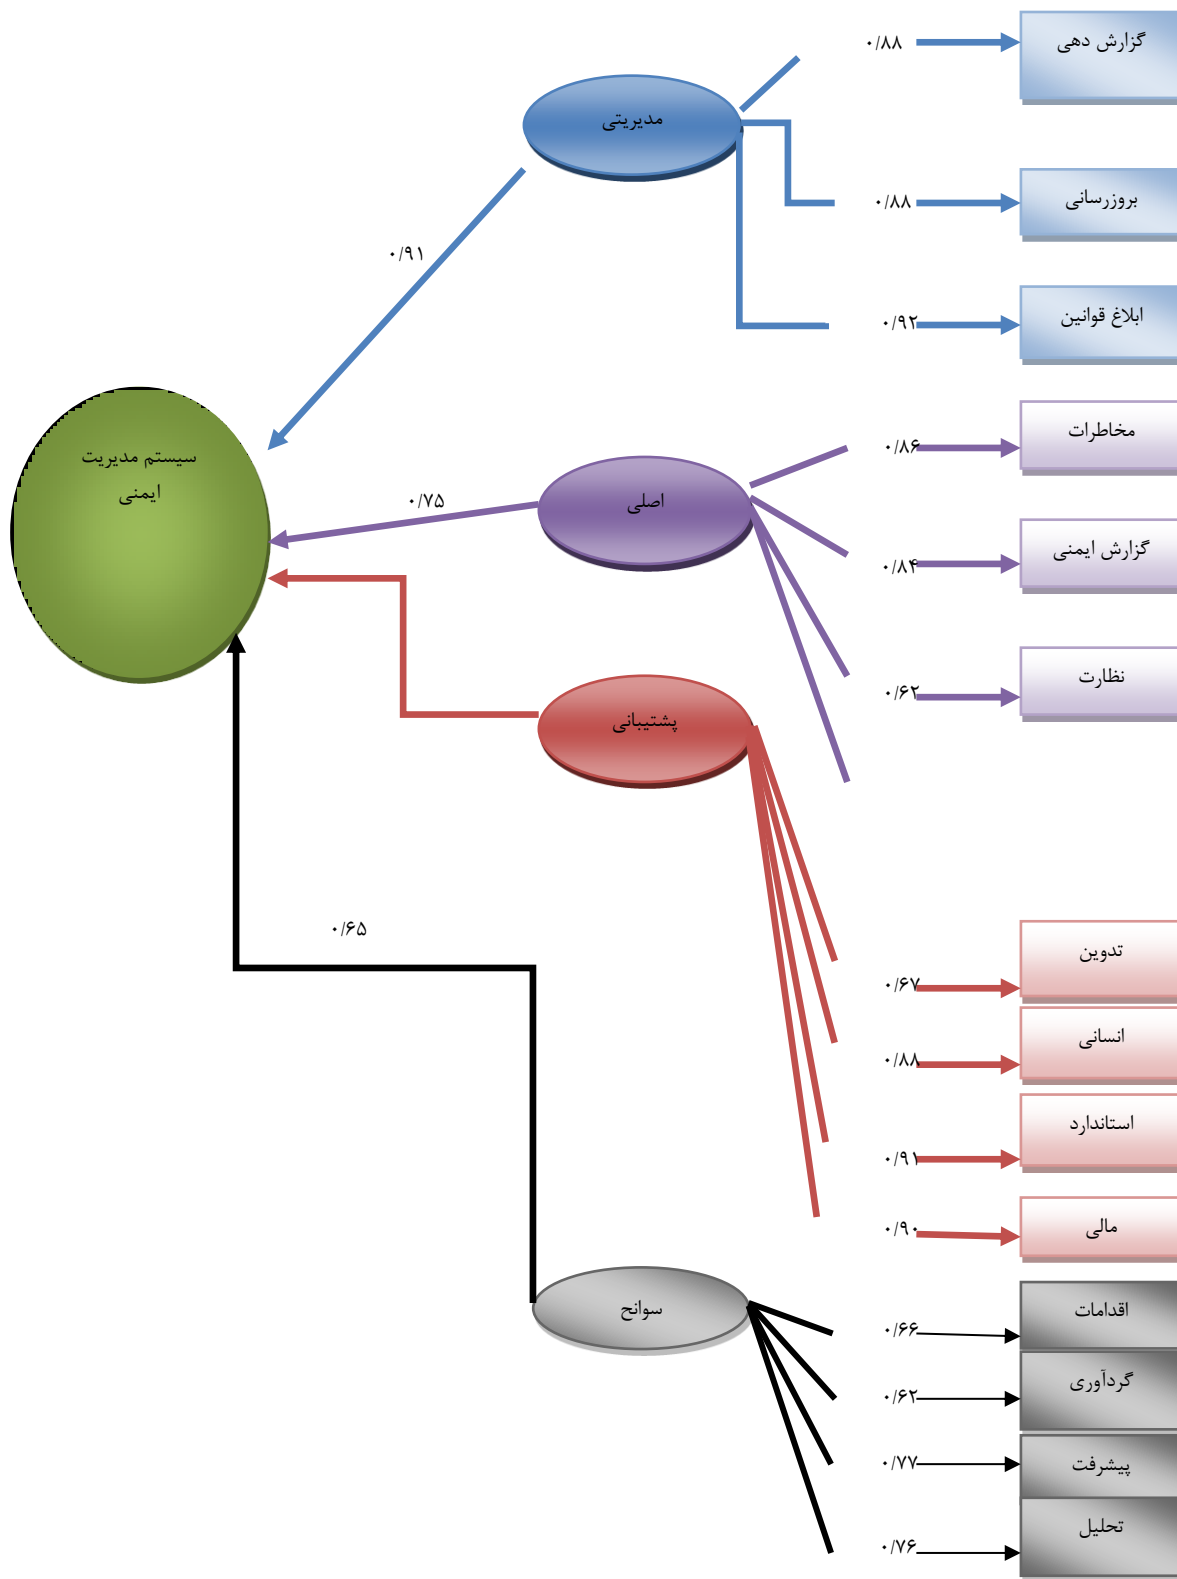 گزارش دهی
۰/۸۸
مدیریتی
بروزرسانی
۰/۸۸
۰/۹۱
ابلاغ قوانین
۰/۹۲
مخاطرات
۰/۸۶
سیستم مدیریت
ایمنی
اصلی
۰/۷۵
گزارش ایمنی
۰/۸۴
نظارت
۰/۶۲
پشتیبانی
۰/۶۵
تدوین
۰/۶۷
انسانی
۰/۸۸
استاندارد
۰/۹۱
مالی
۰/۹۰
سوانح
اقدامات
۰/۶۶
گردآوری
۰/۶۲
پیشرفت
۰/۷۷
تحلیل
۰/۷۶